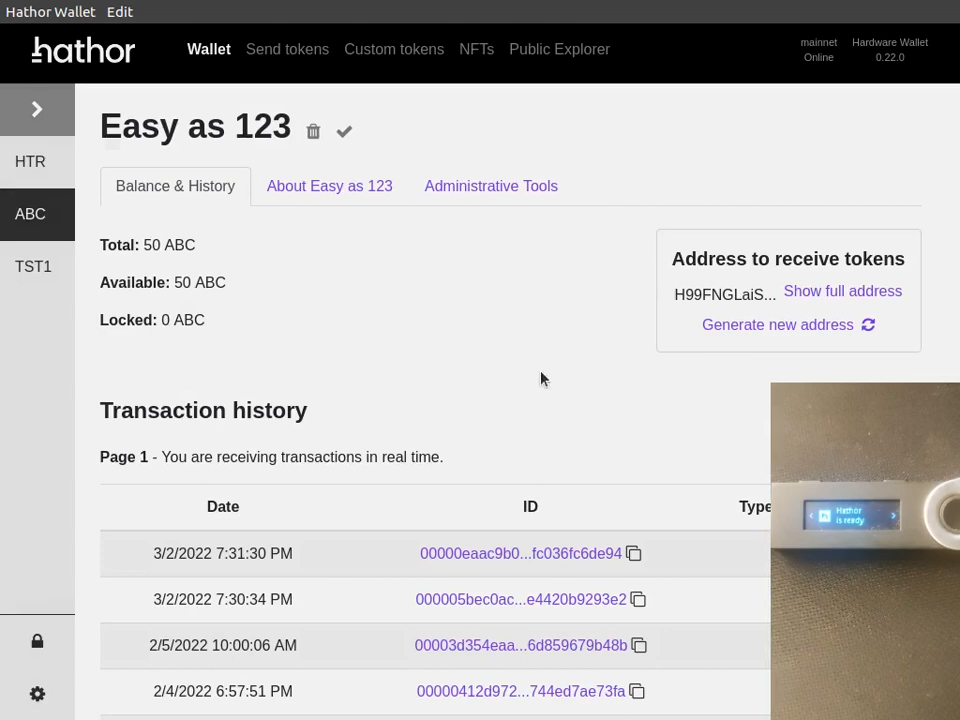 Hathor Wallet Edit
hathor
Wallet Send tokens Custom tokens NFTs Public Explorer
mainnet
Online
Hardware Wallet
0.22.0
HTR
ABC
TST1
Easy as 123
Balance & History About Easy as 123 Administrative Tools
Total: 50 ABC
Available: 50 ABC
Locked: 0 ABC
Address to receive tokens
H99FNGLaiS... Show full address
Generate new address
Transaction history
Page 1 - You are receiving transactions in real time.
Date ID Type
3/2/2022 7:31:30 PM 00000eaac9b0...fc036fc6de94
3/2/2022 7:30:34 PM 000005bec0ac...e4420b9293e2
2/5/2022 10:00:06 AM 00003d354eaa...6d859679b48b
2/4/2022 6:57:51 PM 00000412d972...744ed7ae73fa
Hathor
is ready